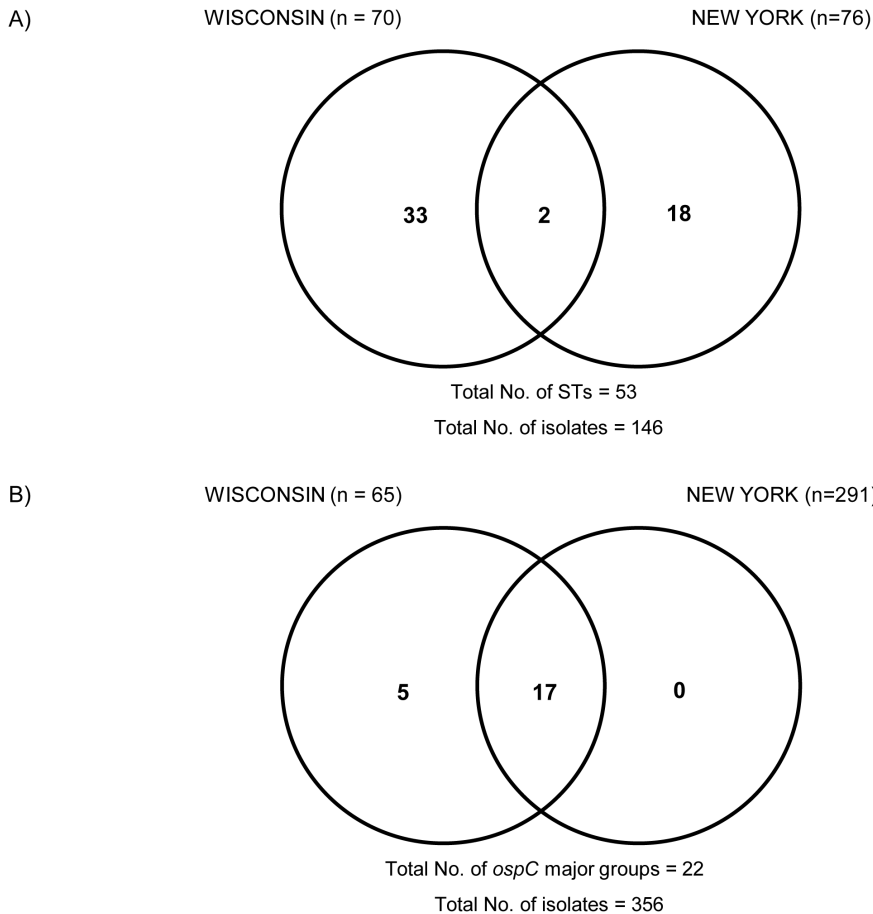 A) WISCONSIN (n = 70) NEW YORK (n=76)
33 2 18
Total No. of STs = 53
Total No. of isolates = 146
B) WISCONSIN (n = 65) NEW YORK (n=291)
5 17 0
Total No. of ospC major groups = 22
Total No. of isolates = 356